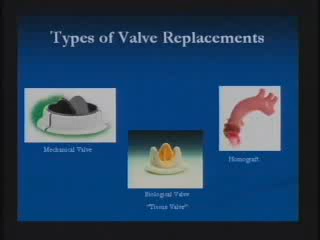 Types of Valve Replacements
Mechanical Valve
Homograft
Biological Valve
"Tissue Valve"